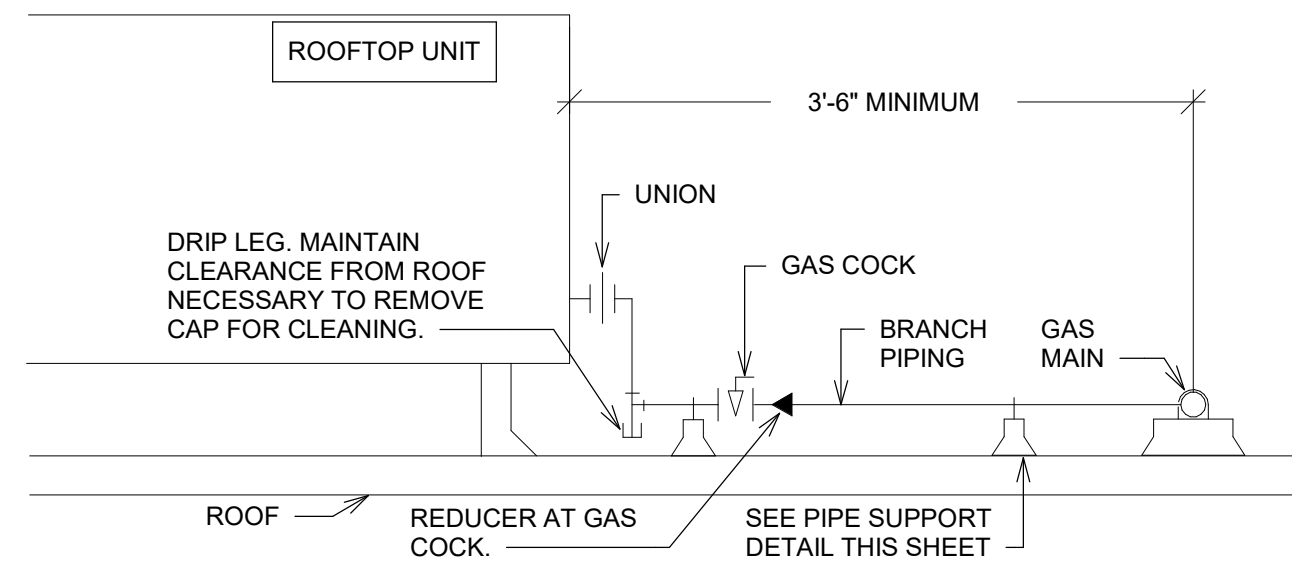 ROOFTOP UNIT
3'-6" MINIMUM
UNION
DRIP LEG. MAINTAIN
CLEARANCE FROM ROOF
NECESSARY TO REMOVE
CAP FOR CLEANING.
GAS COCK
BRANCH
PIPING
GAS
MAIN
ROOF
REDUCER AT GAS
COCK.
SEE PIPE SUPPORT
DETAIL THIS SHEET